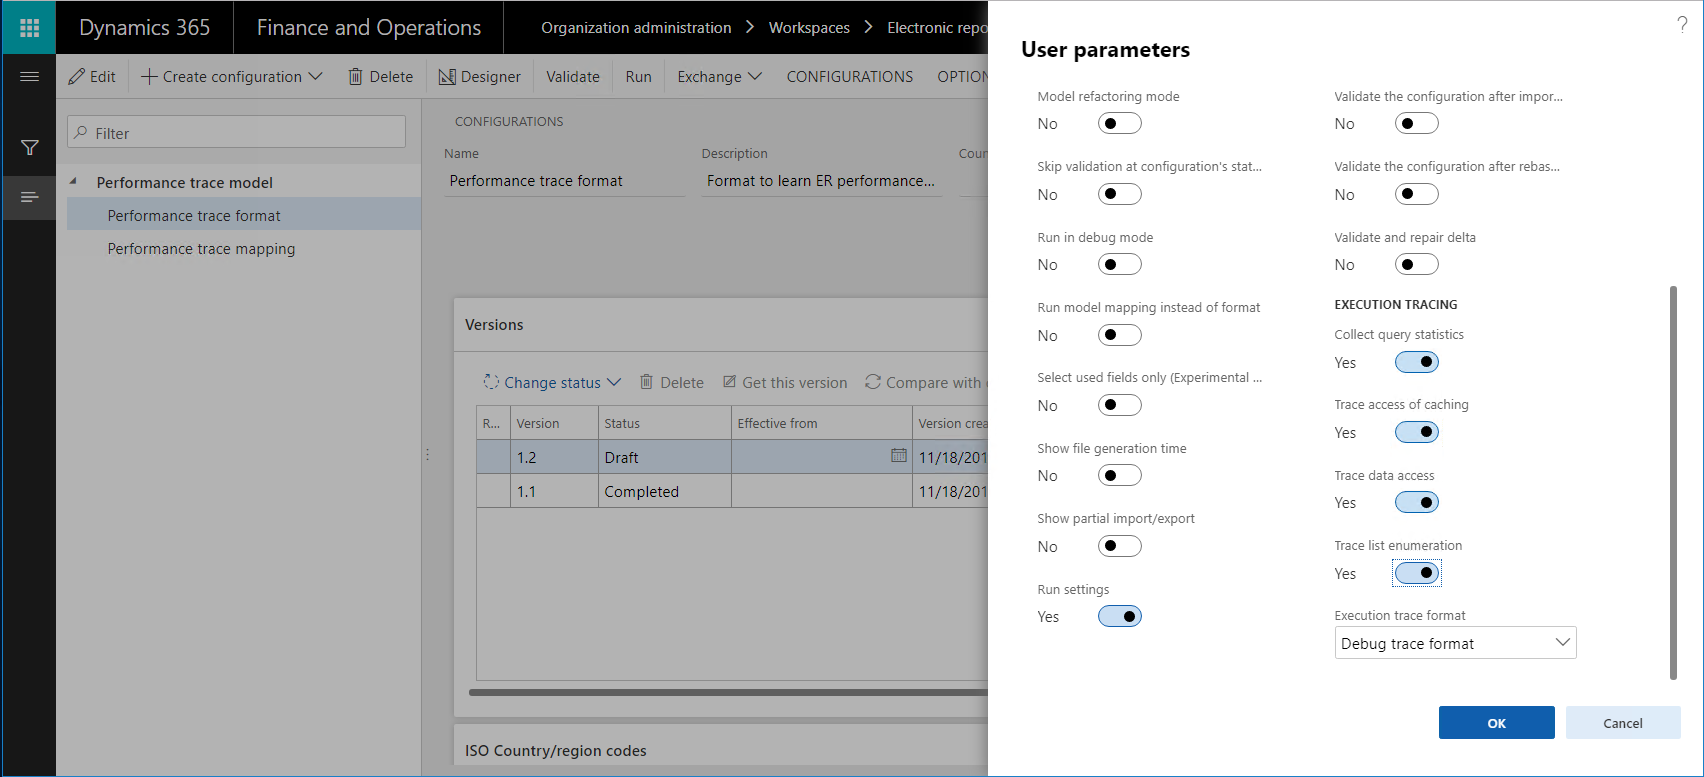 Dynamics 365
Finance and Operations
Organization administration
Workspaces
Electronic repo
Edit
Create configuration
Delete
Designer
Validate
Run
Exchange
CONFIGURATIONS
OPTION
Filter
Performance trace model
Performance trace format
Performance trace mapping
CONFIGURATIONS
Name
Description
Coun
Performance trace format
Format to learn ER performance...
Versions
Change status
Delete
Get this version
Compare with
R...
Version
Status
Effective from
Version crea
1.2
Draft
11/18/201
1.1
Completed
11/18/201
ISO Country/region codes
?
User parameters
Model refactoring mode
No
Skip validation at configuration's stat...
No
Run in debug mode
No
Run model mapping instead of format
No
Select used fields only (Experimental ...
No
Show file generation time
No
Show partial import/export
No
Run settings
Yes
Validate the configuration after impor...
No
Validate the configuration after rebas...
No
Validate and repair delta
No
EXECUTION TRACING
Collect query statistics
Yes
Trace access of caching
Yes
Trace data access
Yes
Trace list enumeration
Yes
Execution trace format
Debug trace format
OK
Cancel